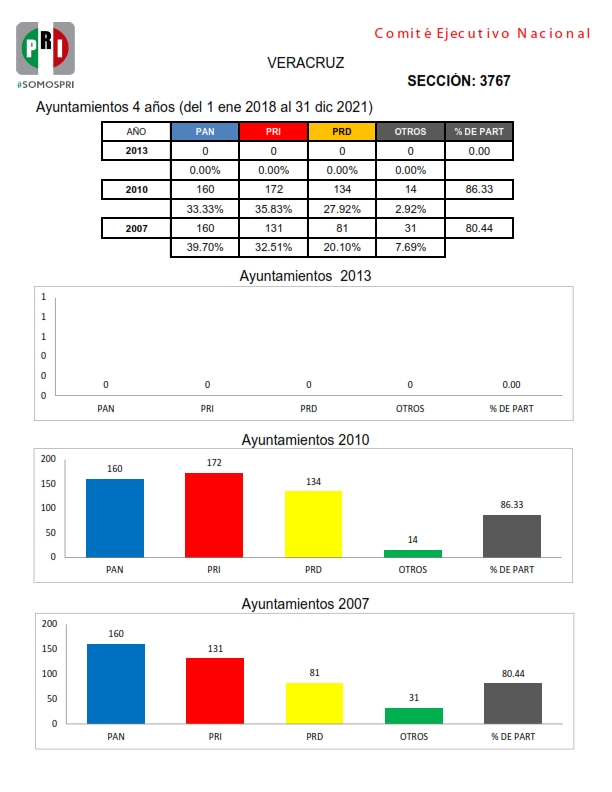 Comité Ejecutivo Nacional
PRI
#SOMOSPRI
VERACRUZ
SECCIÓN: 3767
Ayuntamientos 4 años (del 1 ene 2018 al 31 dic 2021)
AÑO PAN PRI PRD OTROS % DE PART
2013 0 0 0 0 0.00
0.00% 0.00% 0.00% 0.00%
2010 160 172 134 14 86.33
33.33% 35.83% 27.92% 2.92%
2007 160 131 81 31 80.44
39.70% 32.51% 20.10% 7.69%
Ayuntamientos 2013
1
1
1
0
0
0
0 0 0 0 0.00
PAN PRI PRD OTROS % DE PART
Ayuntamientos 2010
200
150
100
50
0
160 172 134 14 86.33
PAN PRI PRD OTROS % DE PART
Ayuntamientos 2007
200
150
100
50
0
160 131 81 31 80.44
PAN PRI PRD OTROS % DE PART